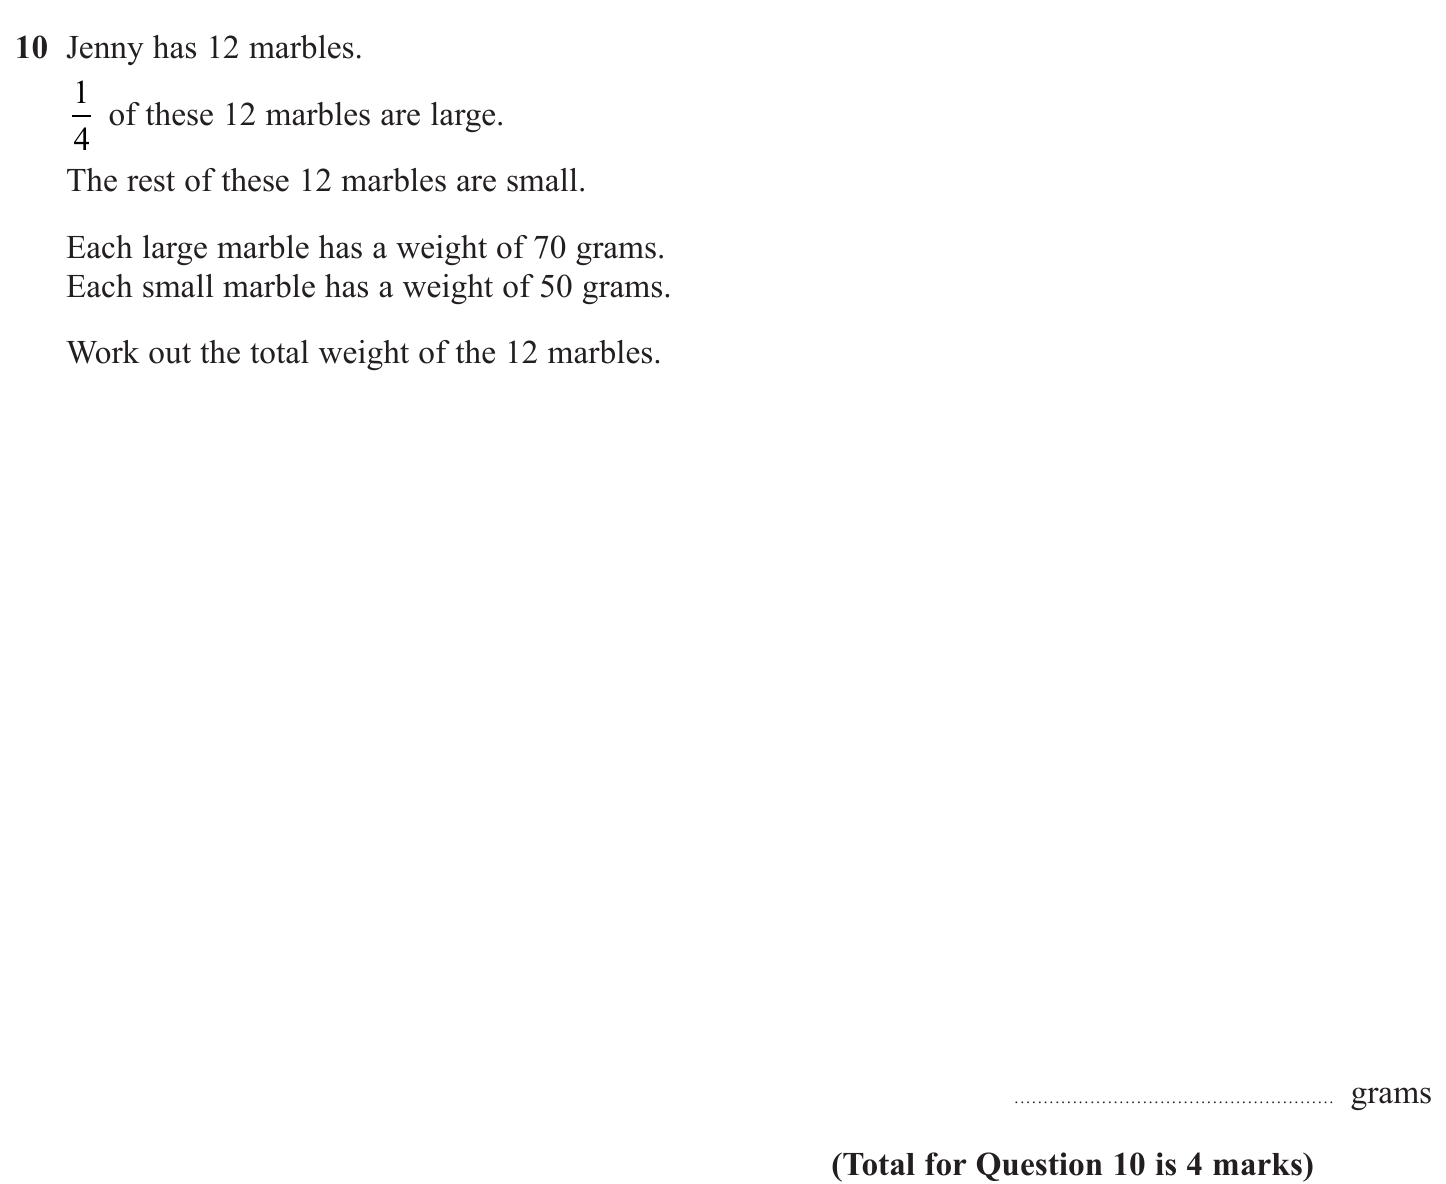 10 Jenny has 12 marbles.
1/4 of these 12 marbles are large.
The rest of these 12 marbles are small.
Each large marble has a weight of 70 grams.
Each small marble has a weight of 50 grams.
Work out the total weight of the 12 marbles.
....................................................... grams
(Total for Question 10 is 4 marks)